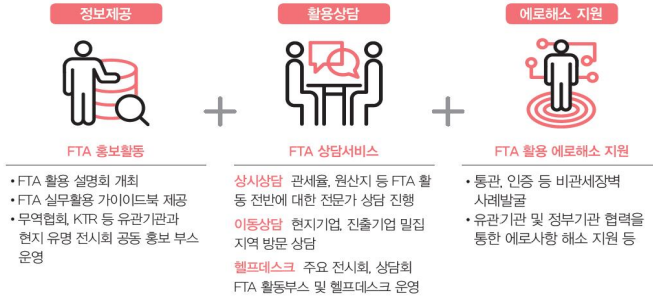 정보제공
FTA 홍보활동
• FTA 활용 설명회 개최
• FTA 실무활용 가이이드북 제공
• 무역협회, KTR 등 유관기관과
현지 유명 전시회 공동 홍보 부스
운영
+
활용상담
FTA 상담서비스
상시상담 관세율, 원산지 등 FTA 활
동 전반에 대한 전문가 상담 진행
이동상담 현지기업, 진출기업 밀집
지역 방문 상담
헬프데스크 주요 전시회, 상담회
FTA 활동부스 및 헬프데스크 운영
+
에로해소 지원
FTA 활용 에로해소 지원
• 통관, 인증 등 비관세장벽
사례발굴
• 유관기관 및 정부기관 협력을
통한 에로사항 해소 지원 등